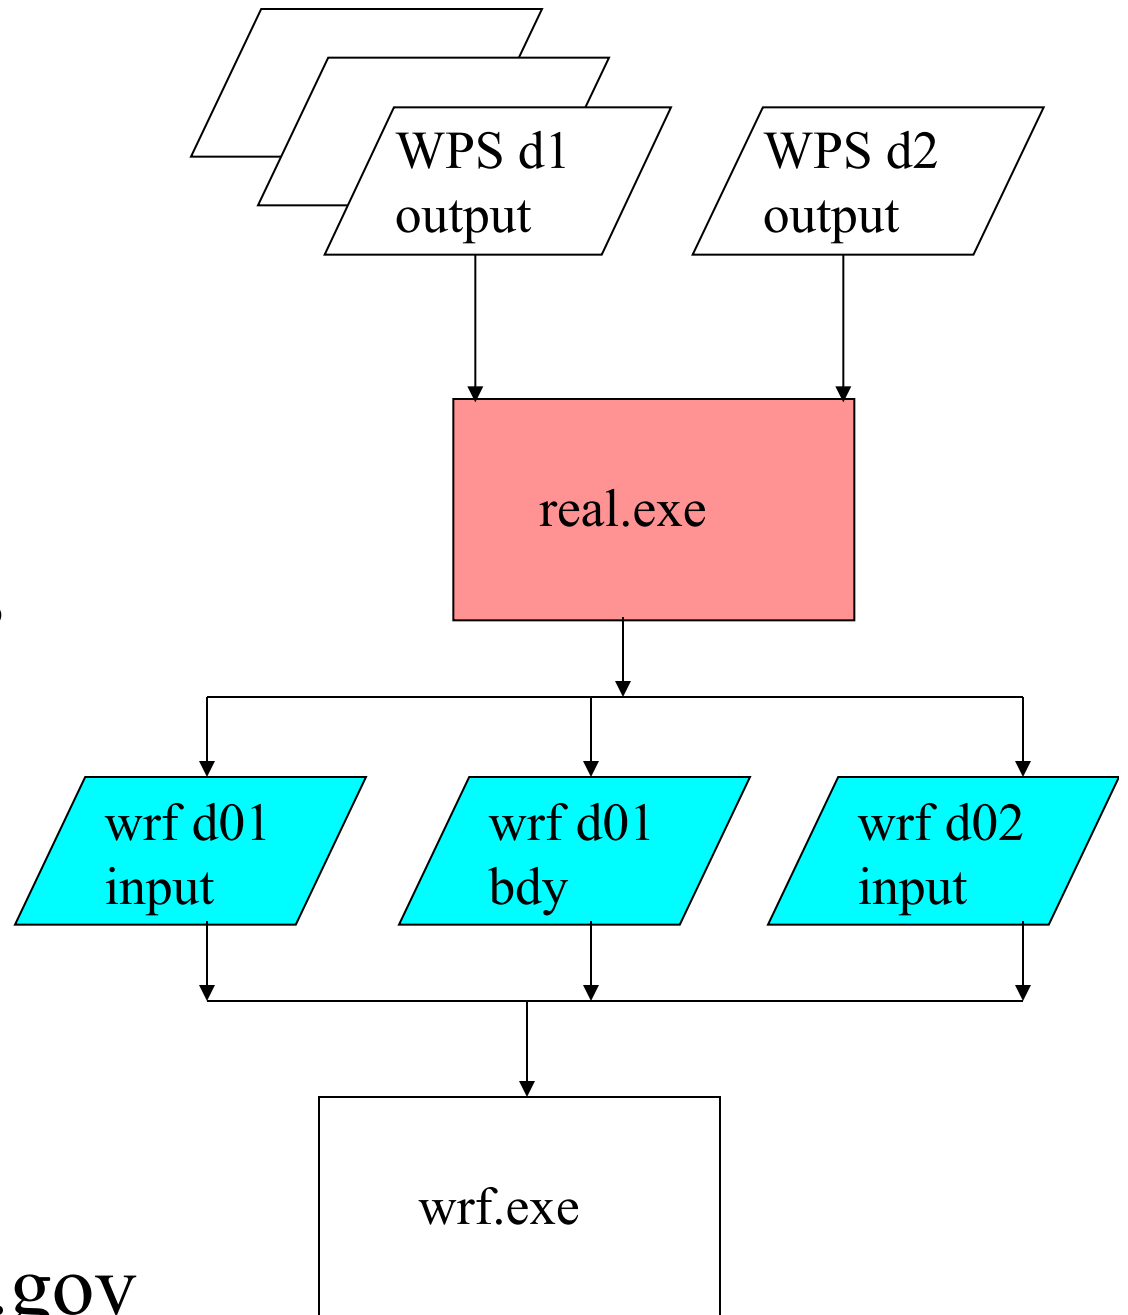 WPS d1
output
WPS d2
output
real.exe
wrf d01
input
wrf d01
bdy
wrf d02
input
wrf.exe
.gov